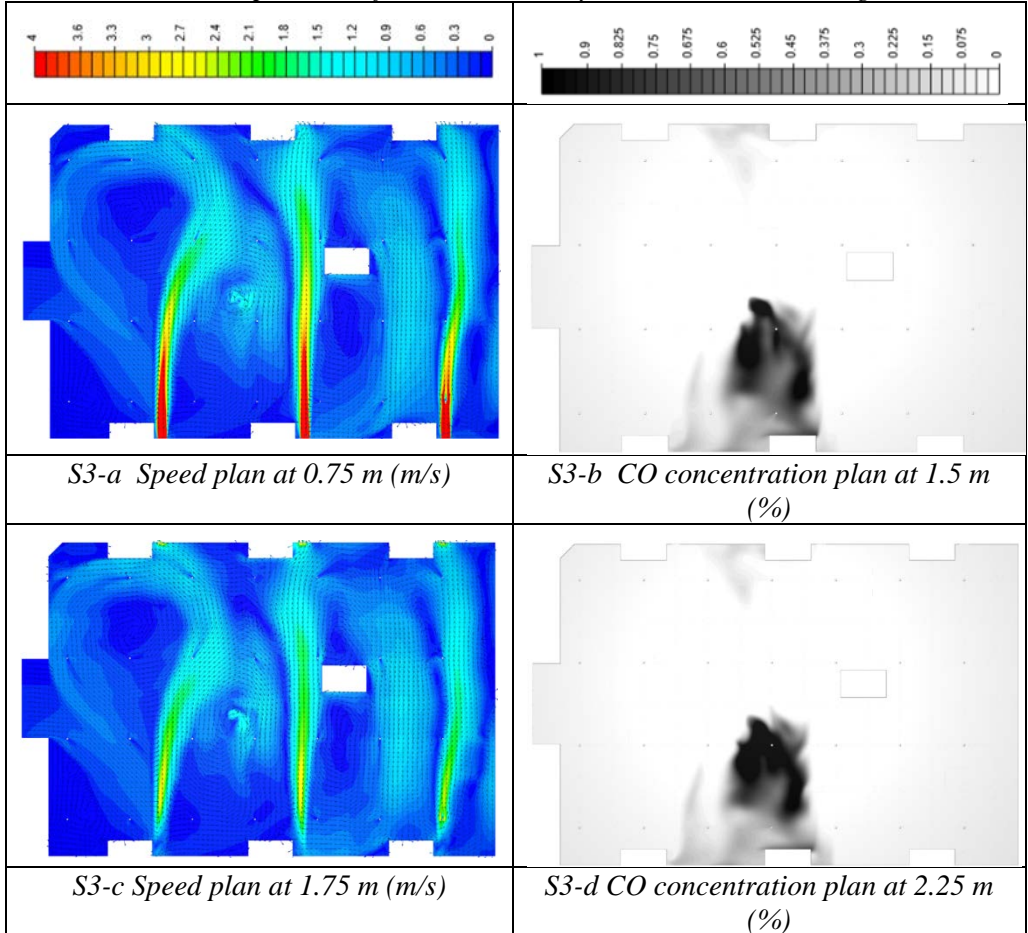 4 3.6 3.3 3 2.7 2.4 2.1 1.8 1.5 1.2 0.9 0.6 0.3 0
1 0.9 0.825 0.75 0.675 0.6 0.525 0.45 0.375 0.3 0.225 0.15 0.075 0
S3-a Speed plan at 0.75 m (m/s)
S3-b CO concentration plan at 1.5 m
(%)
S3-c Speed plan at 1.75 m (m/s)
S3-d CO concentration plan at 2.25 m
(%)